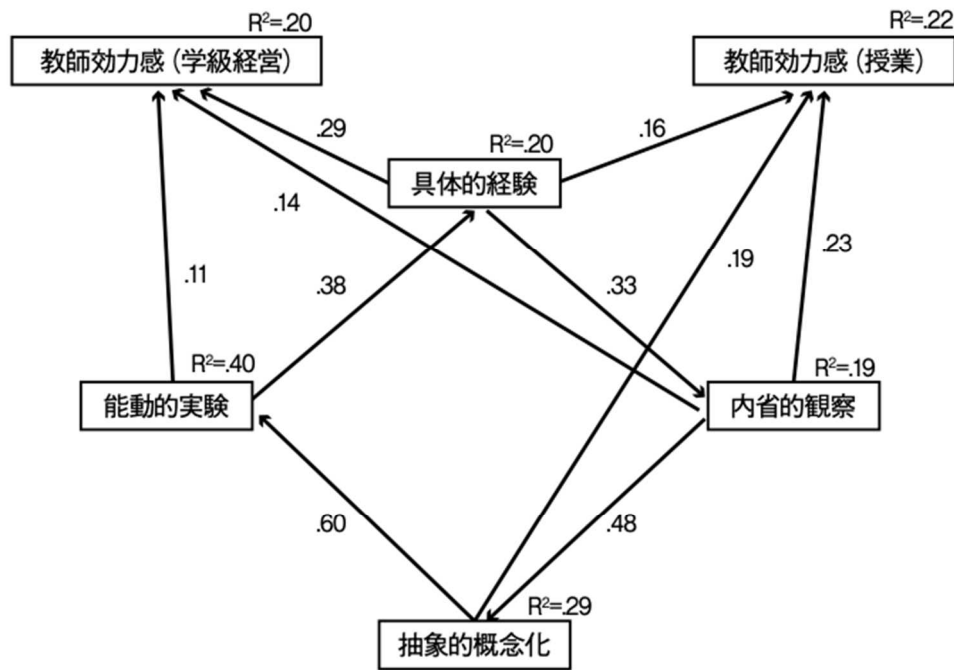 R²=.20
R²=.22
教師効力感（学級経営）
教師効力感（授業）
.29
R²=.20
.16
具体的経験
.14
.19
.23
.11
.38
.33
R²=.40
R²=.19
能動的実験
内省的観察
.60
.48
R²=.29
抽象的概念化